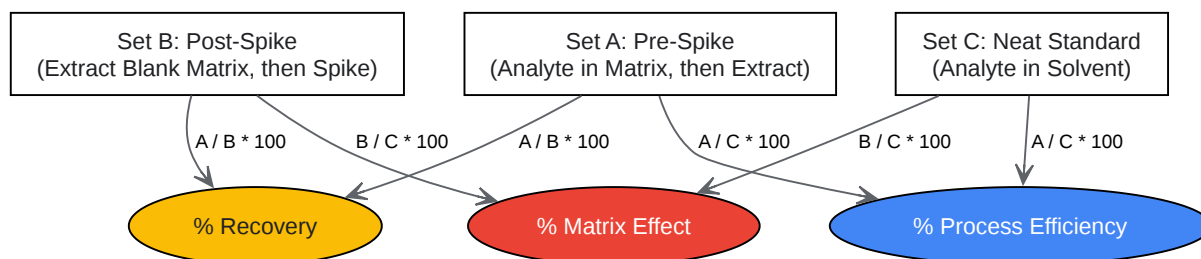 Set B: Post-Spike
(Extract Blank Matrix, then Spike)
Set A: Pre-Spike
(Analyte in Matrix, then Extract)
Set C: Neat Standard
(Analyte in Solvent)
A / B * 100
B / C * 100
A / B * 100
A / C * 100
B / C * 100
A / C * 100
% Recovery
% Matrix Effect
% Process Efficiency